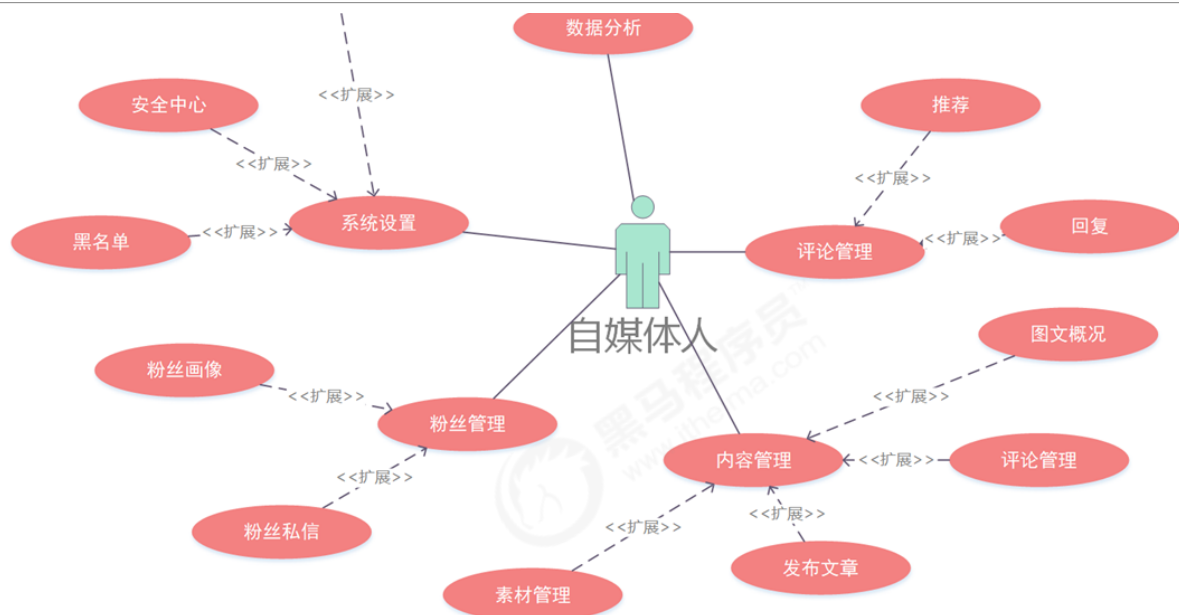 数据分析
<<扩展>>
安全中心
推荐
<<扩展>>
<<扩展>>
系统设置
黑名单
<<扩展>>
评论管理
<<扩展>>
回复
自媒体人
图文概况
粉丝画像
<<扩展>>
<<扩展>>
粉丝管理
黑马程序员
www.itheima.com
内容管理
<<扩展>>
评论管理
<<扩展>>
粉丝私信
<<扩展>>
<<扩展>>
发布文章
素材管理